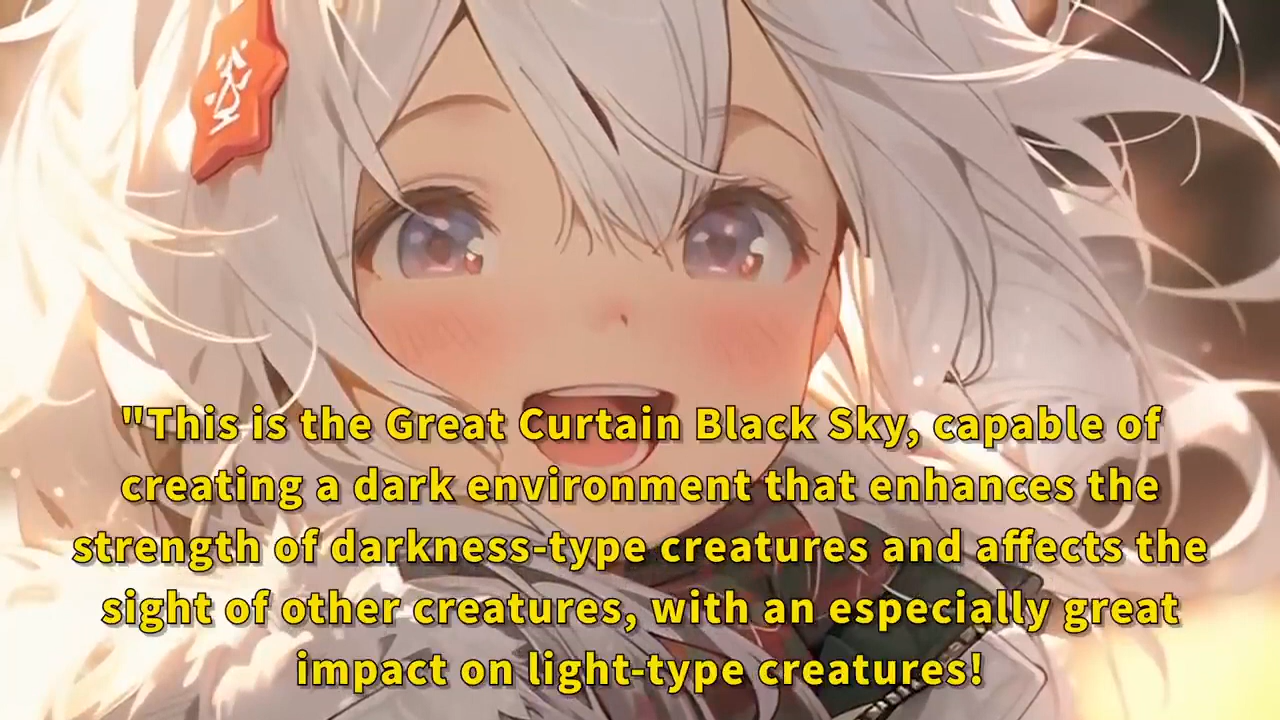 "This is the Great Curtain Black Sky, capable of
creating a dark environment that enhances the
strength of darkness-type creatures and affects the
sight of other creatures, with an especially great
impact on light-type creatures!